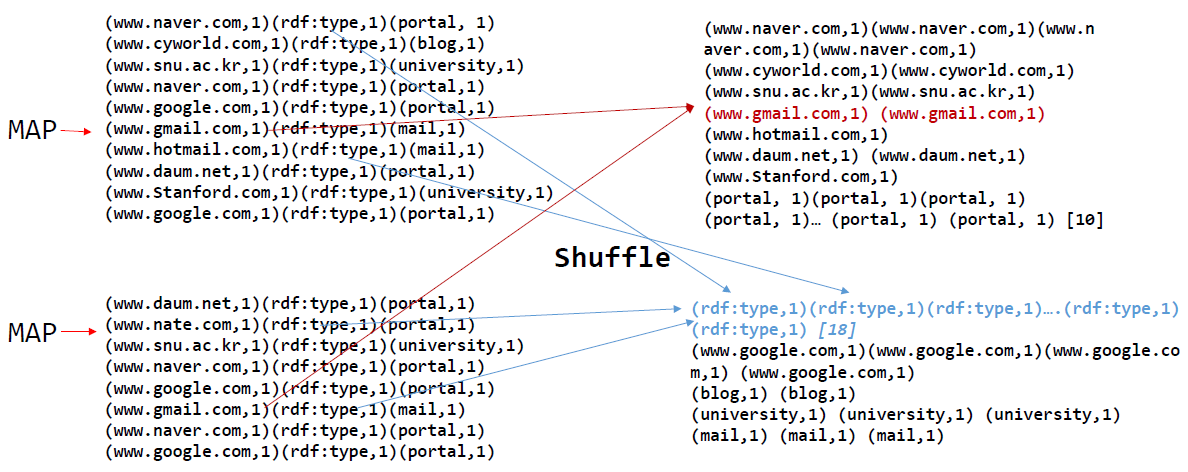 (www.naver.com,1)(rdf:type,1)(portal, 1)
(www.cyworld.com,1)(rdf:type,1)(blog,1)
(www.snu.ac.kr,1)(rdf:type,1)(university,1)
(www.naver.com,1)(rdf:type,1)(portal,1)
(www.google.com,1)(rdf:type,1)(portal,1)
MAP
(www.gmail.com,1)(rdf:type,1)(mail,1)
(www.hotmail.com,1)(rdf:type,1)(mail,1)
(www.daum.net,1)(rdf:type,1)(portal,1)
(www.Stanford.com,1)(rdf:type,1)(university,1)
(www.google.com,1)(rdf:type,1)(portal,1)
(www.naver.com,1)(www.naver.com,1)(www.n
aver.com,1)(www.naver.com,1)
(www.cyworld.com,1)(www.cyworld.com,1)
(www.snu.ac.kr,1)(www.snu.ac.kr,1)
(www.gmail.com,1) (www.gmail.com,1)
(www.hotmail.com,1)
(www.daum.net,1) (www.daum.net,1)
(www.Stanford.com,1)
(portal, 1)(portal, 1)(portal, 1)
(portal, 1)… (portal, 1) (portal, 1) [10]
Shuffle
(www.daum.net,1)(rdf:type,1)(portal,1)
MAP
(www.nate.com,1)(rdf:type,1)(portal,1)
(www.snu.ac.kr,1)(rdf:type,1)(university,1)
(www.naver.com,1)(rdf:type,1)(portal,1)
(www.google.com,1)(rdf:type,1)(portal,1)
(www.gmail.com,1)(rdf:type,1)(mail,1)
(www.naver.com,1)(rdf:type,1)(portal,1)
(www.google.com,1)(rdf:type,1)(portal,1)
(rdf:type,1)(rdf:type,1)(rdf:type,1)….(rdf:type,1)
(rdf:type,1) [18]
(www.google.com,1)(www.google.com,1)(www.google.co
m,1) (www.google.com,1)
(blog,1) (blog,1)
(university,1) (university,1) (university,1)
(mail,1) (mail,1) (mail,1)